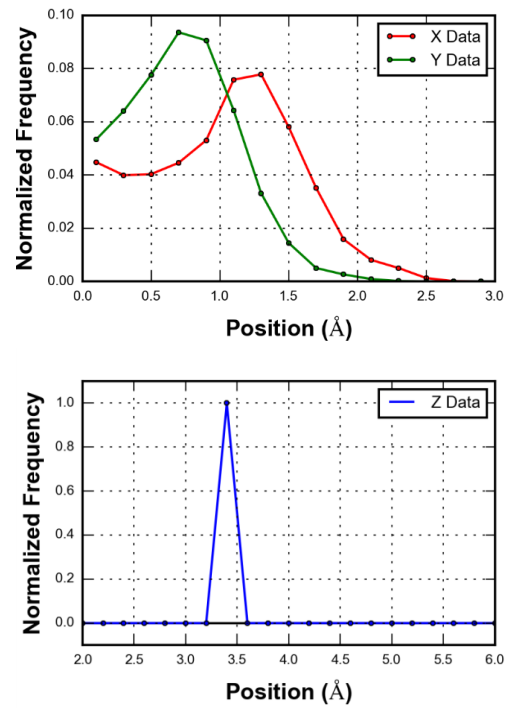 0.10
0.08
0.06
0.04
0.02
0.00
Normalized Frequency
X Data
Y Data
0.0 0.5 1.0 1.5 2.0 2.5 3.0
Position (Å)
1.0
0.8
0.6
0.4
0.2
0.0
Normalized Frequency
Z Data
2.0 2.5 3.0 3.5 4.0 4.5 5.0 5.5 6.0
Position (Å)